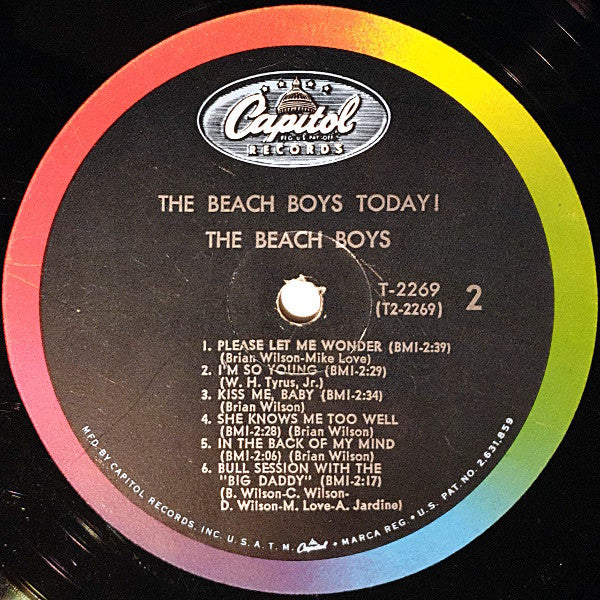 Capitol
REG. U.S. PAT. OFF.
RECORDS
THE BEACH BOYS TODAY!
THE BEACH BOYS
T-2269
(T2-2269)
2
1. PLEASE LET ME WONDER (BMI-2:39)
(Brian Wilson-Mike Love)
2. I'M SO YOUNG (BMI-2:29)
(W. H. Tyrus, Jr.)
3. KISS ME, BABY (BMI-2:34)
(Brian Wilson)
4. SHE KNOWS ME TOO WELL
(BMI-2:28) (Brian Wilson)
5. IN THE BACK OF MY MIND
(BMI-2:06) (Brian Wilson)
6. BULL SESSION WITH THE
"BIG DADDY" (BMI-2:17)
(B. Wilson-C. Wilson-
D. Wilson-M. Love-A. Jardine)
MFD. BY CAPITOL RECORDS, INC. U.S.A. T.M. Capitol • MARCA REG. • U.S. PAT. NO. 2,631,859